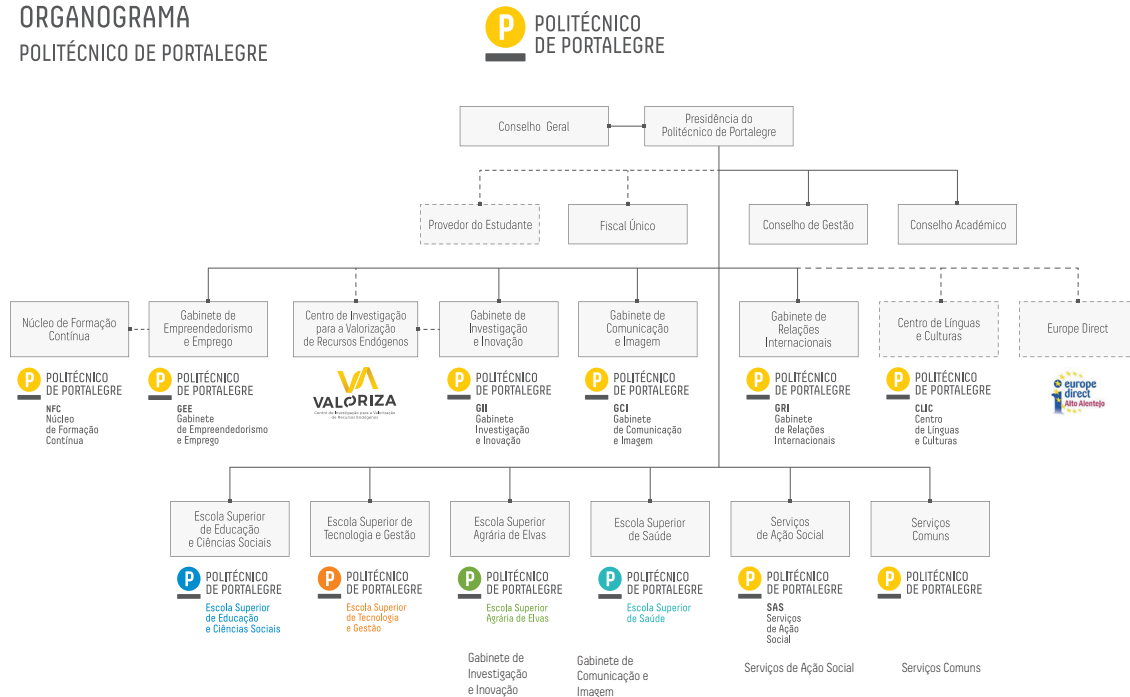 ORGANOGRAMA
POLITÉCNICO DE PORTALEGRE
P
POLITÉCNICO
DE PORTALEGRE
Conselho Geral
Presidência do
Politécnico de Portalegre
Provedor do Estudante
Fiscal Único
Conselho de Gestão
Conselho Académico
Núcleo de Formação
Contínua
Gabinete de
Empreendedorismo
e Emprego
Centro de Investigação
para a Valorização
de Recursos Endógenos
Gabinete de
Investigação
e Inovação
Gabinete de
Comunicação
e Imagem
Gabinete de
Relações
Internacionais
Centro de Línguas
e Culturas
Europe Direct
P
POLITÉCNICO
DE PORTALEGRE
NFC
Núcleo
de Formação
Contínua
P
POLITÉCNICO
DE PORTALEGRE
GEE
Gabinete
de Empreendedorismo
e Emprego
VALORIZA
Centro de Investigação para a Valorização
de Recursos Endógenos
P
POLITÉCNICO
DE PORTALEGRE
GII
Gabinete
Investigação
e Inovação
P
POLITÉCNICO
DE PORTALEGRE
GCI
Gabinete
de Comunicação
e Imagem
P
POLITÉCNICO
DE PORTALEGRE
GRI
Gabinete
de Relações
Internacionais
P
POLITÉCNICO
DE PORTALEGRE
CLIC
Centro
de Línguas
e Culturas
europe
direct
Alto Alentejo
Escola Superior
de Educação
e Ciências Sociais
Escola Superior de
Tecnologia e Gestão
Escola Superior
Agrária de Elvas
Escola Superior
de Saúde
Serviços
de Ação Social
Serviços
Comuns
P
POLITÉCNICO
DE PORTALEGRE
Escola Superior
de Educação
e Ciências Sociais
P
POLITÉCNICO
DE PORTALEGRE
Escola Superior
de Tecnologia
e Gestão
P
POLITÉCNICO
DE PORTALEGRE
Escola Superior
Agrária de Elvas
P
POLITÉCNICO
DE PORTALEGRE
Escola Superior
de Saúde
P
POLITÉCNICO
DE PORTALEGRE
SAS
Serviços
de Ação
Social
P
POLITÉCNICO
DE PORTALEGRE
Gabinete de
Investigação
e Inovação
Gabinete de
Comunicação e
Imagem
Serviços de Ação Social
Serviços Comuns